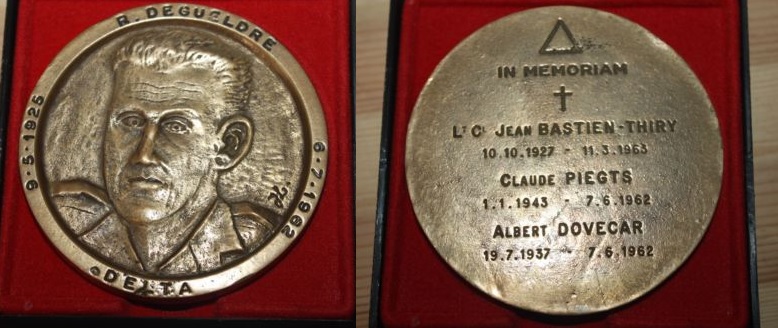 R. DEGUELDRE
9·5·1925
6·7·1962
DELTA
IN MEMORIAM
Lᵀ Cᴸ JEAN BASTIEN-THIRY
10.10.1927 - 11.3.1963
CLAUDE PIEGTS
1.1.1943 - 7.6.1962
ALBERT DOVECAR
19.7.1937 - 7.6.1962